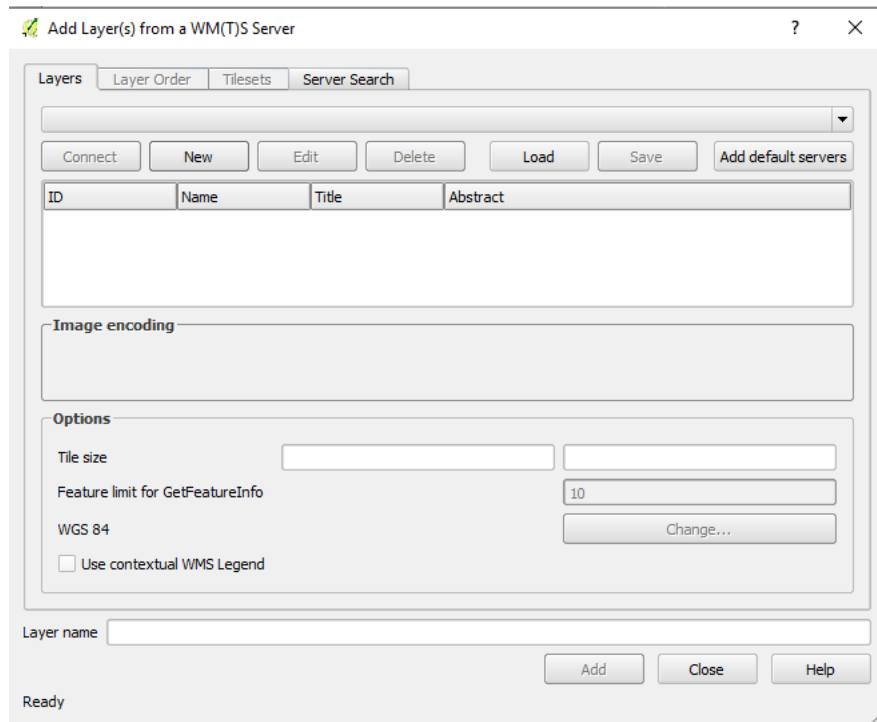 Add Layer(s) from a WM(T)S Server ?
Layers Layer Order Tilesets Server Search
Connect New Edit Delete Load Save Add default servers
ID Name Title Abstract
Image encoding
Options
Tile size
Feature limit for GetFeatureInfo 10
WGS 84 Change...
Use contextual WMS Legend
Layer name
Add Close Help
Ready